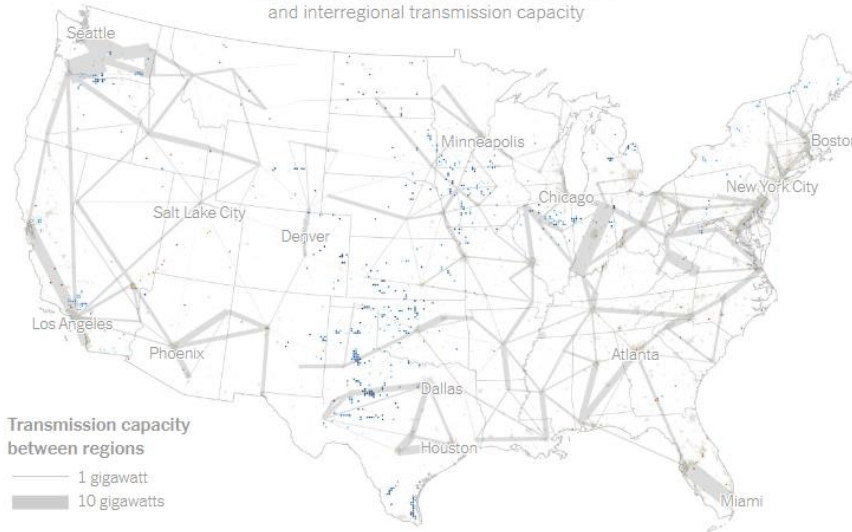 and interregional transmission capacity
Seattle
Minneapolis
Boston
New York City
Chicago
Salt Lake City
Denver
Los Angeles
Phoenix
Atlanta
Dallas
Houston
Miami
Transmission capacity
between regions
1 gigawatt
10 gigawatts